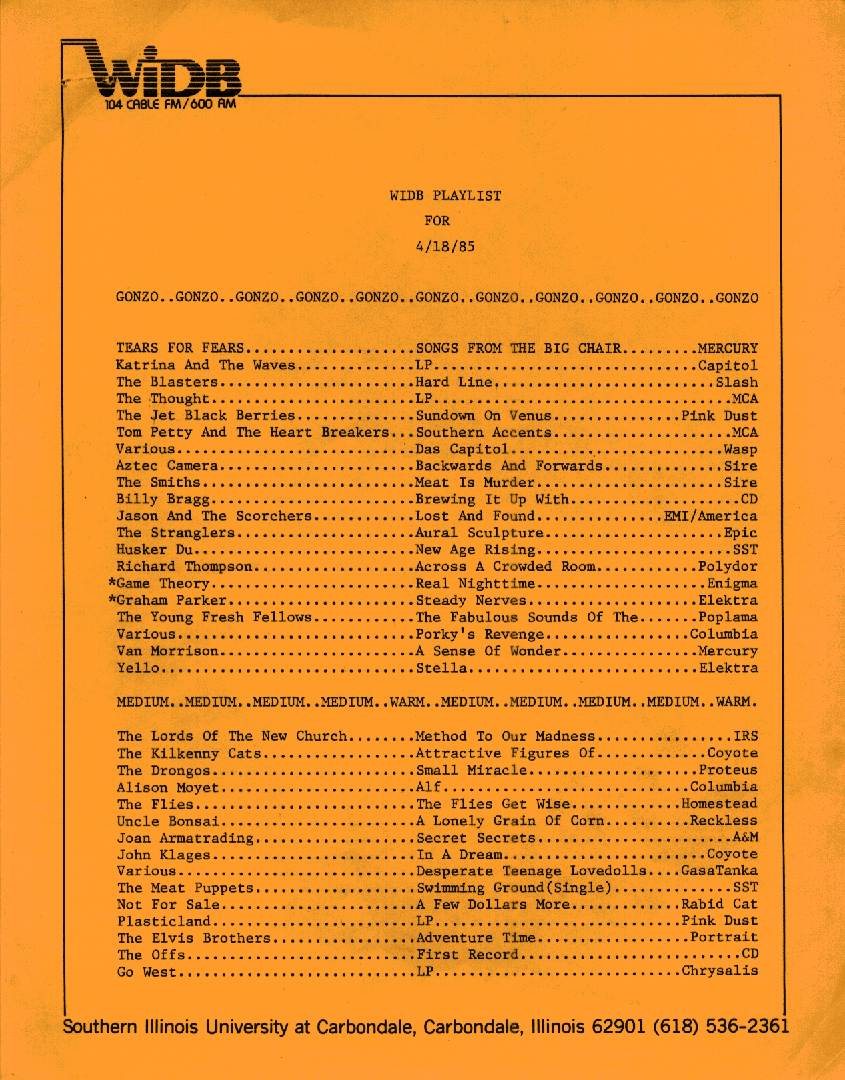 WIDB
104 CABLE FM/600 AM
WIDB PLAYLIST
FOR
4/18/85
GONZO..GONZO..GONZO..GONZO..GONZO..GONZO..GONZO..GONZO..GONZO..GONZO..GONZO
TEARS FOR FEARS....................SONGS FROM THE BIG CHAIR.........MERCURY
Katrina And The Waves..............LP...............................Capitol
The Blasters.......................Hard Line..........................Slash
The Thought........................LP...................................MCA
The Jet Black Berries..............Sundown On Venus...............Pink Dust
Tom Petty And The Heart Breakers...Southern Accents.....................MCA
Various............................Das Capitol.........................Wasp
Aztec Camera.......................Backwards And Forwards..............Sire
The Smiths.........................Meat Is Murder......................Sire
Billy Bragg........................Brewing It Up With....................CD
Jason And The Scorchers............Lost And Found...............EMI/America
The Stranglers.....................Aural Sculpture.....................Epic
Husker Du..........................New Age Rising.......................SST
Richard Thompson...................Across A Crowded Room............Polydor
*Game Theory........................Real Nighttime....................Enigma
*Graham Parker......................Steady Nerves....................Elektra
The Young Fresh Fellows............The Fabulous Sounds Of The.......Poplama
Various............................Porky's Revenge.................Columbia
Van Morrison.......................A Sense Of Wonder................Mercury
Yello..............................Stella...........................Elektra
MEDIUM..MEDIUM..MEDIUM..MEDIUM..WARM..MEDIUM..MEDIUM..MEDIUM..MEDIUM..WARM.
The Lords Of The New Church........Method To Our Madness................IRS
The Kilkenny Cats..................Attractive Figures Of.............Coyote
The Drongos........................Small Miracle....................Proteus
Alison Moyet.......................Alf.............................Columbia
The Flies..........................The Flies Get Wise.............Homestead
Uncle Bonsai.......................A Lonely Grain Of Corn..........Reckless
Joan Armatrading...................Secret Secrets.......................A&M
John Klages........................In A Dream........................Coyote
Various............................Desperate Teenage Lovedolls....GasaTanka
The Meat Puppets...................Swimming Ground(Single)..............SST
Not For Sale.......................A Few Dollars More.............Rabid Cat
Plasticland........................LP.............................Pink Dust
The Elvis Brothers.................Adventure Time..................Portrait
The Offs...........................First Record..........................CD
Go West............................LP.............................Chrysalis
Southern Illinois University at Carbondale, Carbondale, Illinois 62901 (618) 536-2361